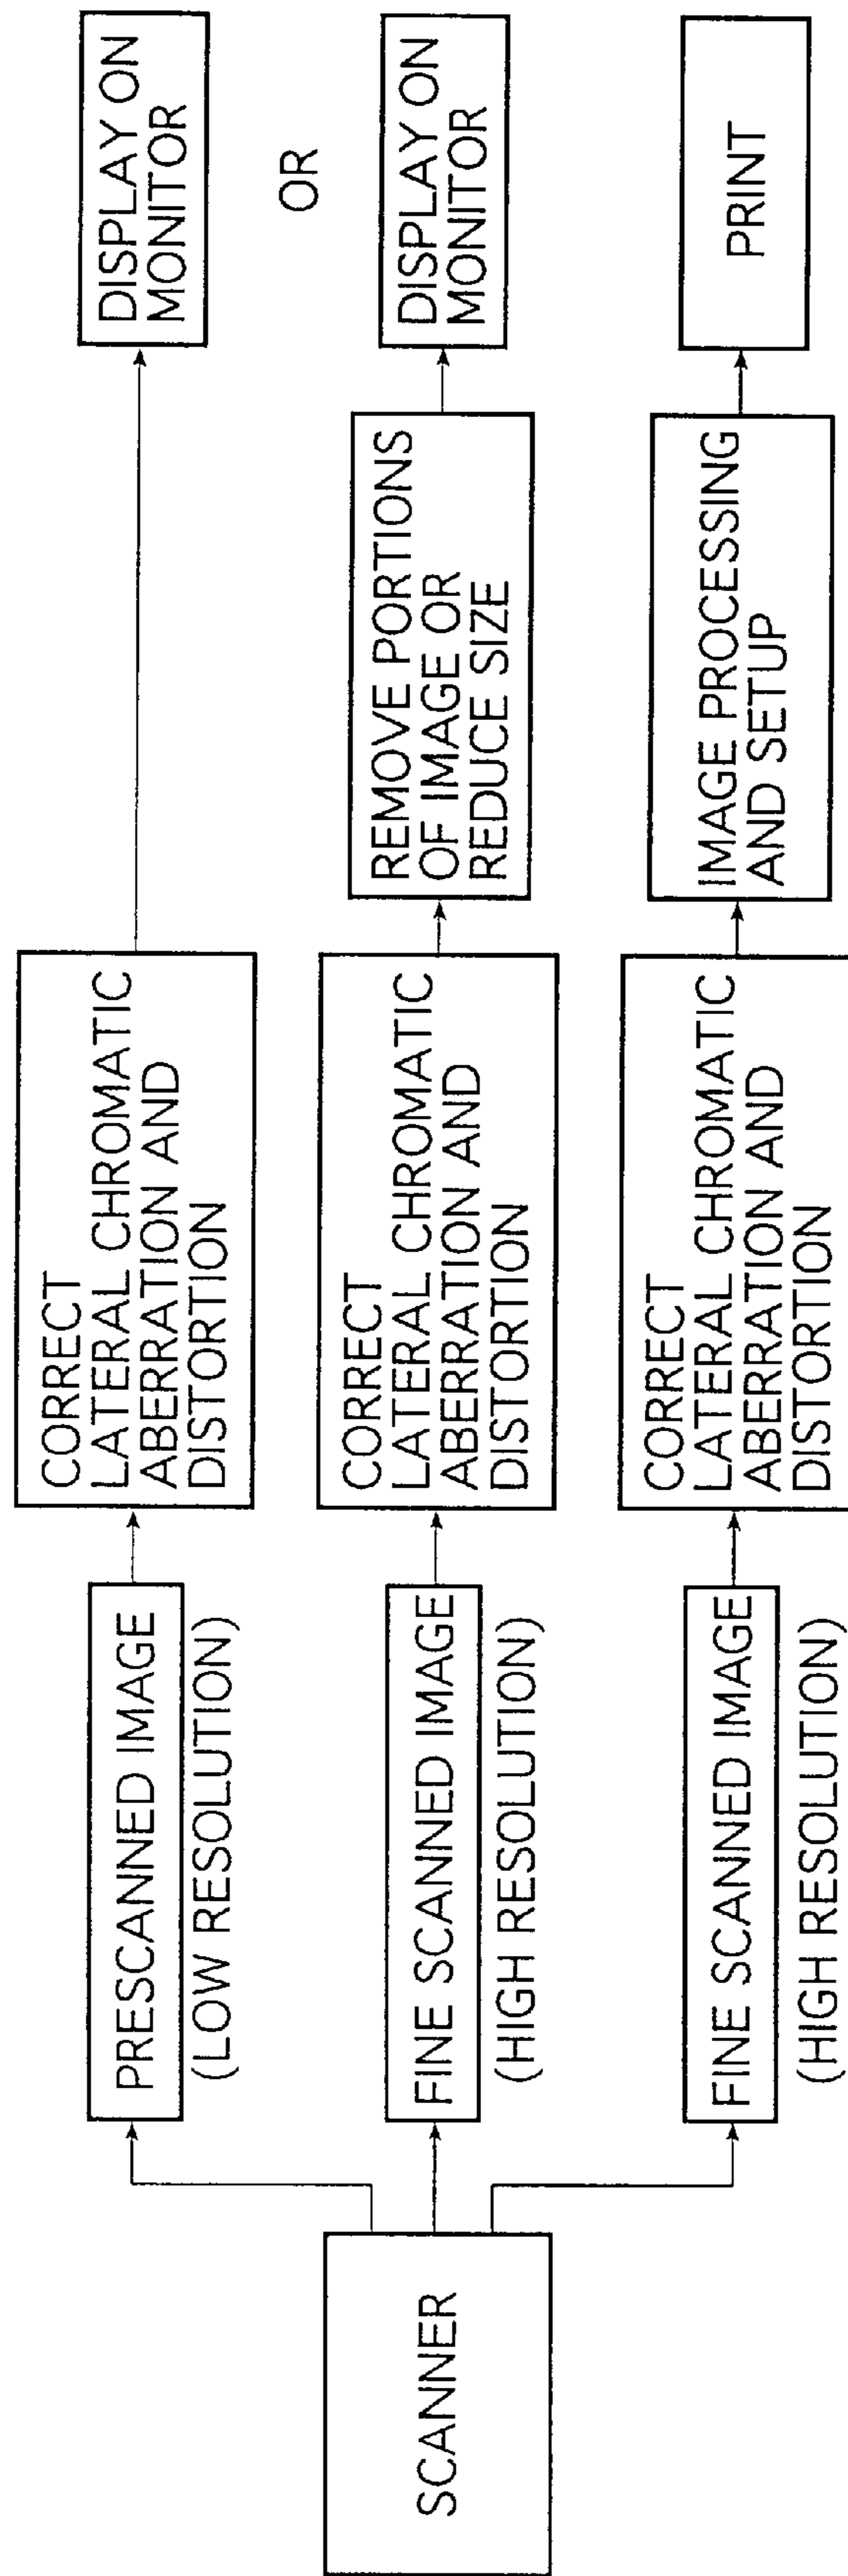 SCANNER
PRESCANNED IMAGE
(LOW RESOLUTION)
CORRECT
LATERAL CHROMATIC
ABERRATION AND
DISTORTION
DISPLAY ON
MONITOR
OR
FINE SCANNED IMAGE
(HIGH RESOLUTION)
CORRECT
LATERAL CHROMATIC
ABERRATION AND
DISTORTION
REMOVE PORTIONS
OF IMAGE OR
REDUCE SIZE
DISPLAY ON
MONITOR
FINE SCANNED IMAGE
(HIGH RESOLUTION)
CORRECT
LATERAL CHROMATIC
ABERRATION AND
DISTORTION
IMAGE PROCESSING
AND SETUP
PRINT